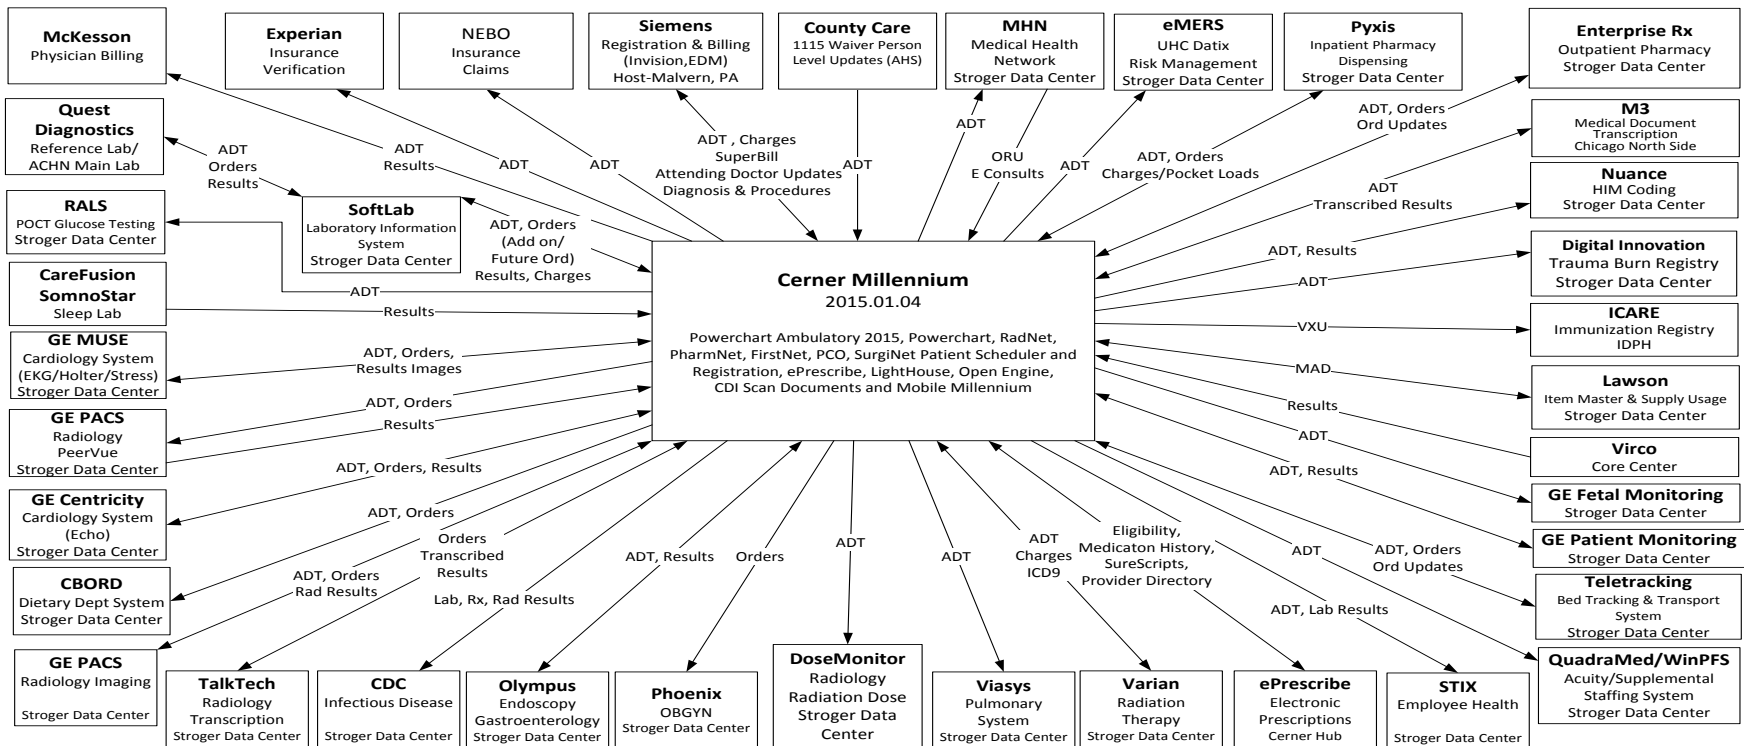 McKesson
Physician Billing
Experian
Insurance
Verification
NEBO
Insurance
Claims
Siemens
Registration & Billing
(Invision,EDM)
Host-Malvern, PA
County Care
1115 Waiver Person
Level Updates (AHS)
MHN
Medical Health
Network
Stroger Data Center
eMERS
UHC Datix
Risk Management
Stroger Data Center
Pyxis
Inpatient Pharmacy
Dispensing
Stroger Data Center
Enterprise Rx
Outpatient Pharmacy
Stroger Data Center
Quest
Diagnostics
Reference Lab/
ACHN Main Lab
M3
Medical Document
Transcription
Chicago North Side
ADT
Orders
Results
ADT
Results
ADT
ADT
ADT , Charges
SuperBill
Attending Doctor Updates
Diagnosis & Procedures
ADT
ADT
ORU
E Consults
ADT
ADT, Orders
Charges/Pocket Loads
ADT, Orders
Ord Updates
ADT
Transcribed Results
Nuance
HIM Coding
Stroger Data Center
RALS
POCT Glucose Testing
Stroger Data Center
SoftLab
Laboratory Information
System
Stroger Data Center
ADT, Orders
(Add on/
Future Ord)
Results, Charges
ADT, Results
Digital Innovation
Trauma Burn Registry
Stroger Data Center
ADT
CareFusion
SomnoStar
Sleep Lab
ADT
Results
Cerner Millennium
2015.01.04
Powerchart Ambulatory 2015, Powerchart, RadNet,
PharmNet, FirstNet, PCO, SurgiNet Patient Scheduler and
Registration, ePrescribe, LightHouse, Open Engine,
CDI Scan Documents and Mobile Millennium
VXU
ICARE
Immunization Registry
IDPH
GE MUSE
Cardiology System
(EKG/Holter/Stress)
Stroger Data Center
ADT, Orders,
Results Images
MAD
Lawson
Item Master & Supply Usage
Stroger Data Center
GE PACS
Radiology
PeerVue
Stroger Data Center
ADT, Orders
Results
Results
Virco
Core Center
ADT
GE Fetal Monitoring
Stroger Data Center
GE Centricity
Cardiology System
(Echo)
Stroger Data Center
ADT, Orders, Results
ADT, Results
GE Patient Monitoring
Stroger Data Center
CBORD
Dietary Dept System
Stroger Data Center
ADT, Orders
ADT, Orders
Rad Results
Orders
Transcribed
Results
Lab, Rx, Rad Results
ADT, Results
Orders
ADT
ADT
ADT
Charges
ICD9
Eligibility,
Medicaton History,
SureScripts,
Provider Directory
ADT, Lab Results
ADT
ADT, Orders
Ord Updates
Teletracking
Bed Tracking & Transport
System
Stroger Data Center
GE PACS
Radiology Imaging
Stroger Data Center
TalkTech
Radiology
Transcription
Stroger Data Center
CDC
Infectious Disease
Stroger Data Center
Olympus
Endoscopy
Gastroenterology
Stroger Data Center
Phoenix
OBGYN
Stroger Data Center
DoseMonitor
Radiology
Radiation Dose
Stroger Data
Center
Viasys
Pulmonary
System
Stroger Data Center
Varian
Radiation
Therapy
Stroger Data Center
ePrescribe
Electronic
Prescriptions
Cerner Hub
STIX
Employee Health
Stroger Data Center
QuadraMed/WinPFS
Acuity/Supplemental
Staffing System
Stroger Data Center